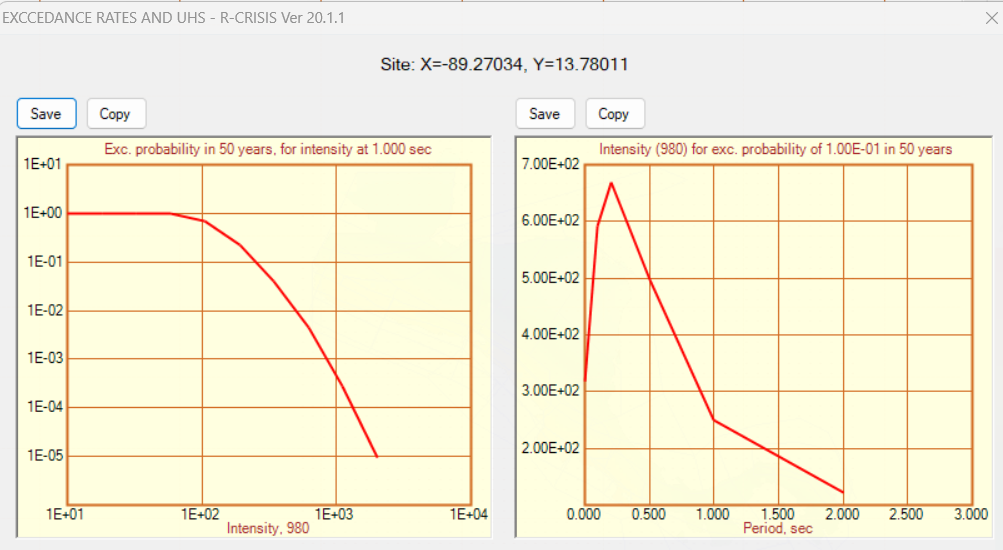 EXCCEDANCE RATES AND UHS - R-CRISIS Ver 20.1.1
Site: X=-89.27034, Y=13.78011
Save Copy
Exc. probability in 50 years, for intensity at 1.000 sec
1E+01
1E+00
1E-01
1E-02
1E-03
1E-04
1E-05
1E+01 1E+02 1E+03 1E+04
Intensity, 980
Save Copy
Intensity (980) for exc. probability of 1.00E-01 in 50 years
7.00E+02
6.00E+02
5.00E+02
4.00E+02
3.00E+02
2.00E+02
0.000 0.500 1.000 1.500 2.000 2.500 3.000
Period, sec